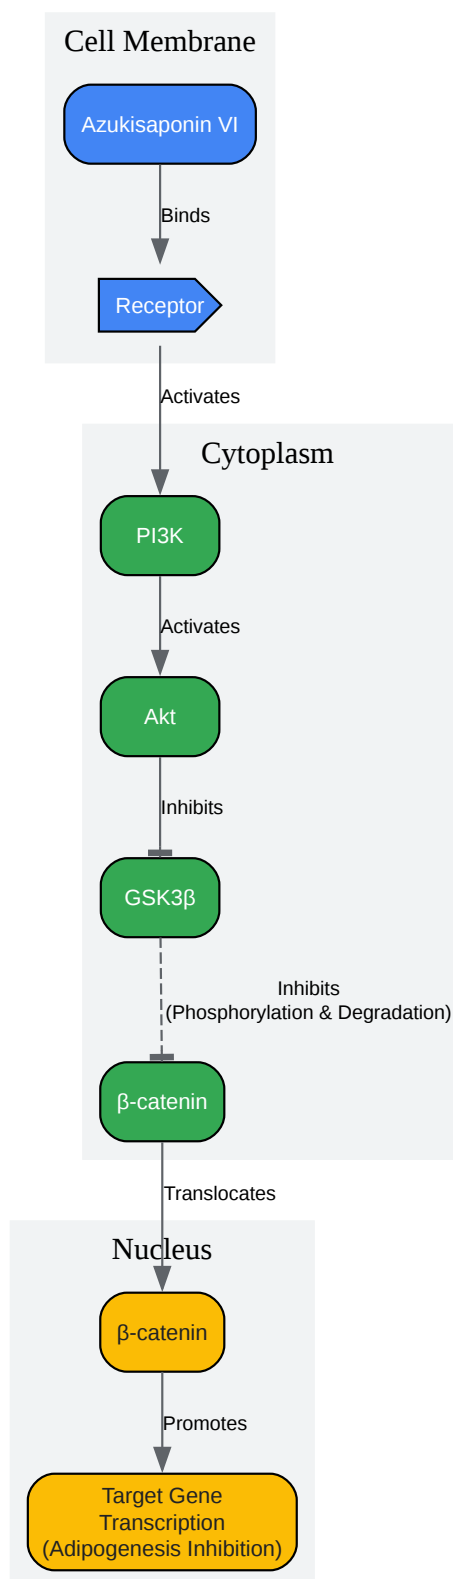 Cell Membrane
Azukisaponin VI
Binds
Receptor
Activates
Cytoplasm
PI3K
Activates
Akt
Inhibits
GSK3β
Inhibits
(Phosphorylation & Degradation)
β-catenin
Translocates
Nucleus
β-catenin
Promotes
Target Gene
Transcription
(Adipogenesis Inhibition)